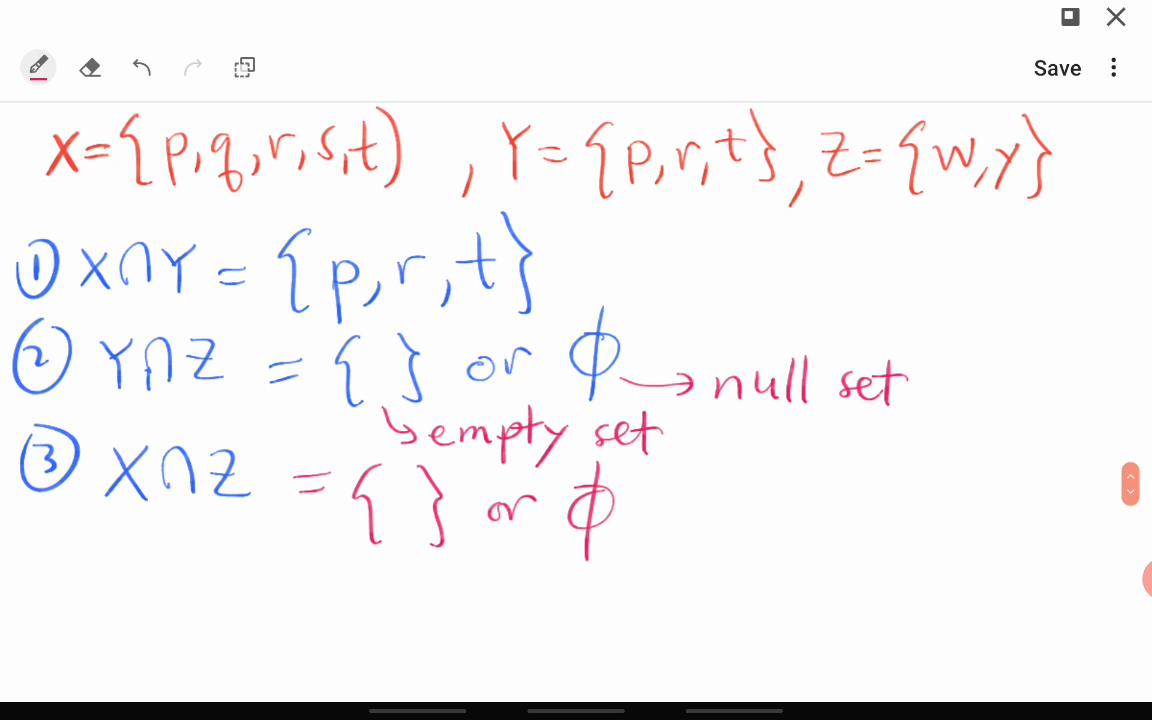 Save
X={p,q,r,s,t) , Y={p,r,t}, Z={w,y}
① X∩Y = {p,r,t}
② Y∩Z = { } or ϕ → null set
↳ empty set
③ X∩Z = { } or ϕ